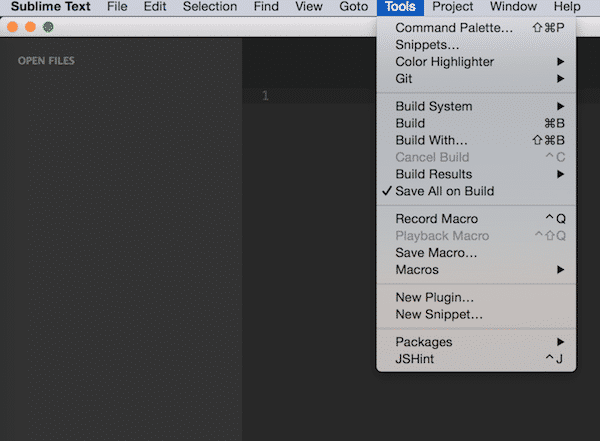 Sublime Text File Edit Selection Find View Goto Tools Project Window Help
OPEN FILES
1
Command Palette... ⇧⌘P
Snippets...
Color Highlighter ▶
Git ▶
Build System ▶
Build ⌘B
Build With... ⇧⌘B
Cancel Build ^C
Build Results ▶
✓ Save All on Build
Record Macro ^Q
Playback Macro ^⇧Q
Save Macro...
Macros ▶
New Plugin...
New Snippet...
Packages ▶
JSHint ^J